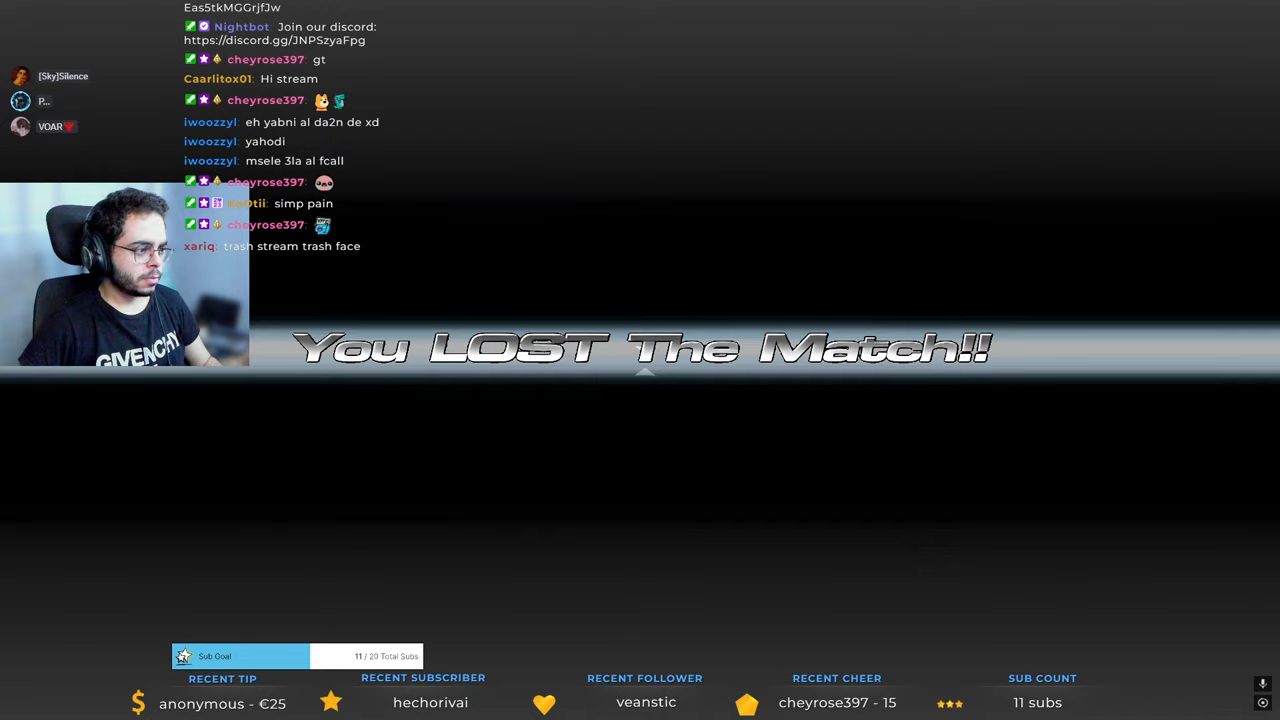 Eas5tkMGGrjfJw
Nightbot: Join our discord:
https://discord.gg/JNPSzyaFpg
cheyrose397: gt
[Sky]Silence
Caarlitox01: Hi stream
P...
cheyrose397:
VOAR
iwoozzyl: eh yabni al da2n de xd
iwoozzyl: yahodi
iwoozzyl: msele 3la al fcall
cheyrose397:
simp pain
cheyrose397:
xariq: trash stream trash face
GIVENCHY
You LOST The Match!!
Sub Goal
11 / 20 Total Subs
RECENT TIP
anonymous - €25
RECENT SUBSCRIBER
hechorivai
RECENT FOLLOWER
veanstic
RECENT CHEER
cheyrose397 - 15
SUB COUNT
11 subs